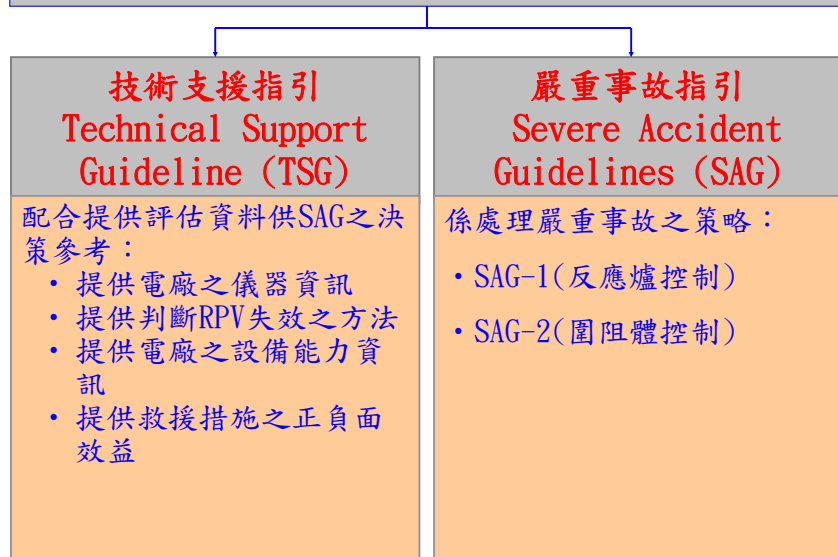 技術支援指引
Technical Support
Guideline (TSG)
配合提供評估資料供SAG之決
策參考：
• 提供電廠之儀器資訊
• 提供判斷RPV失效之方法
• 提供電廠之設備能力資
訊
• 提供救援措施之正負面
效益
嚴重事故指引
Severe Accident
Guidelines (SAG)
係處理嚴重事故之策略：
•SAG-1(反應爐控制)
•SAG-2(圍阻體控制)